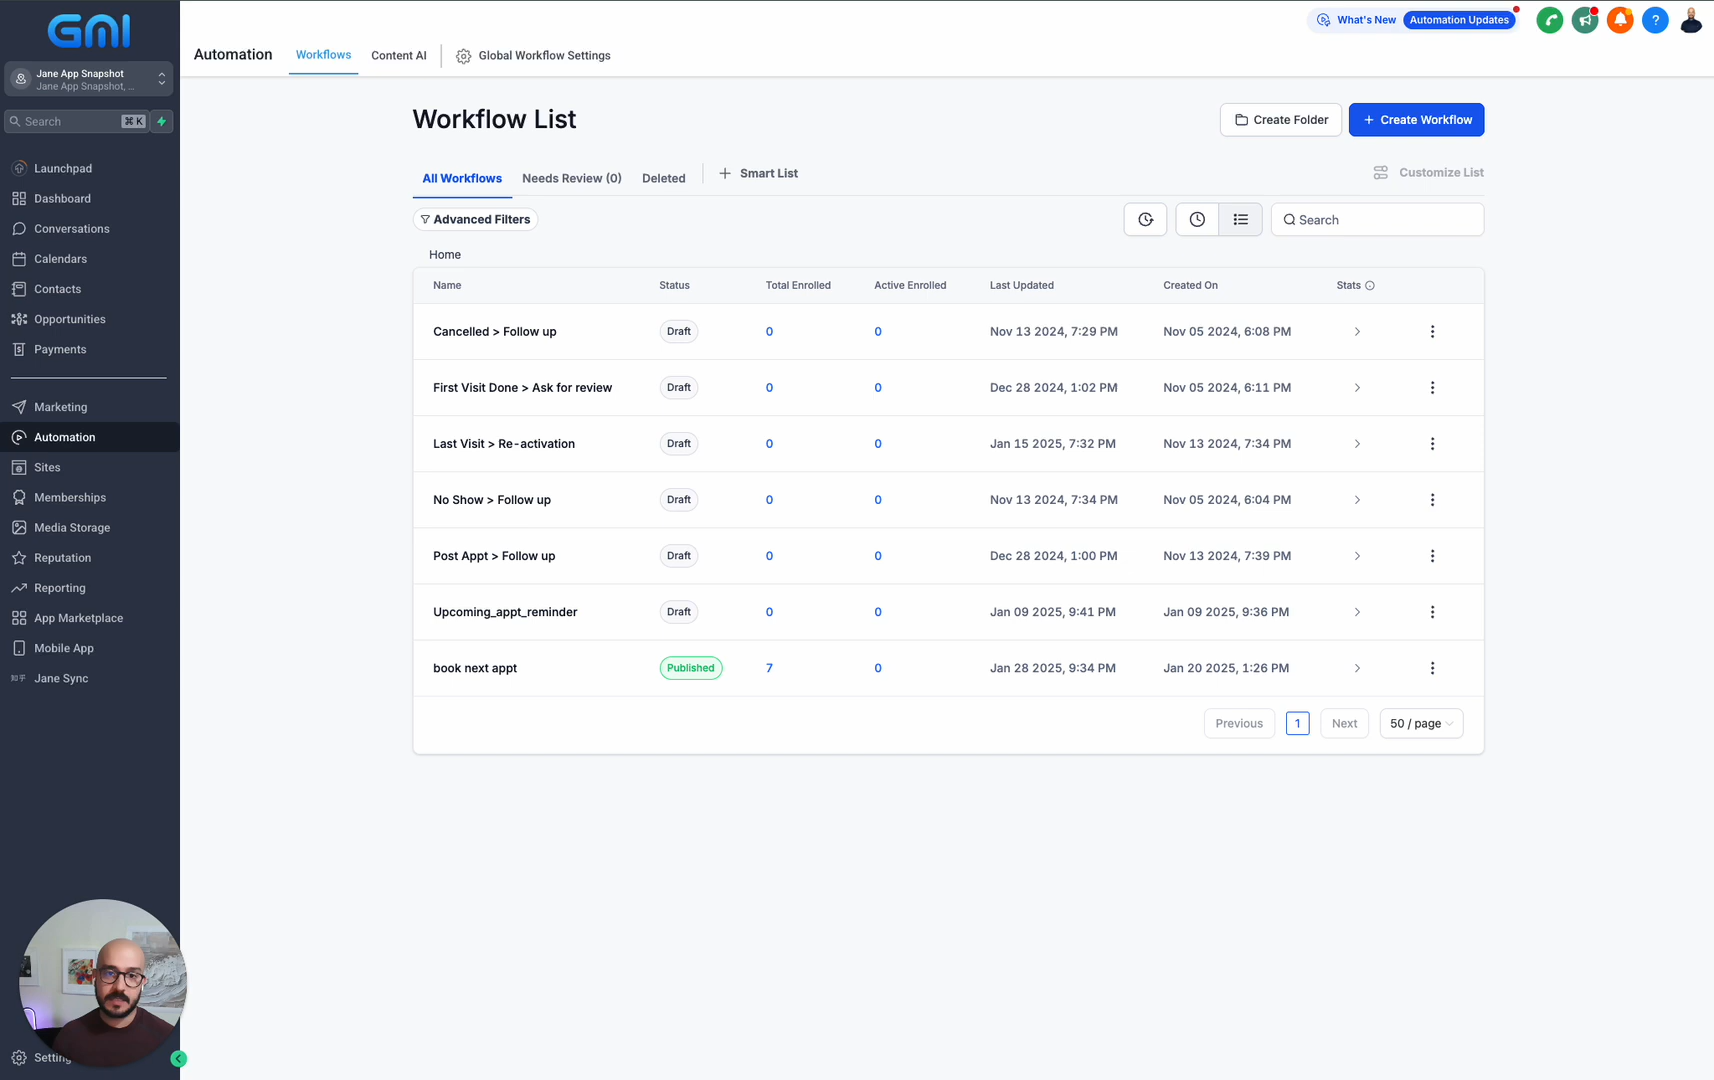 GMI
What's New
Automation Updates
Automation
Workflows
Content AI
Global Workflow Settings
Jane App Snapshot
Jane App Snapshot, ...
Search
⌘ K
Launchpad
Dashboard
Conversations
Calendars
Contacts
Opportunities
Payments
Marketing
Automation
Sites
Memberships
Media Storage
Reputation
Reporting
App Marketplace
Mobile App
Jane Sync
Workflow List
Create Folder
+ Create Workflow
All Workflows
Needs Review (0)
Deleted
+ Smart List
Customize List
Advanced Filters
Search
Home
Name Status Total Enrolled Active Enrolled Last Updated Created On Stats
Cancelled > Follow up Draft 0 0 Nov 13 2024, 7:29 PM Nov 05 2024, 6:08 PM
First Visit Done > Ask for review Draft 0 0 Dec 28 2024, 1:02 PM Nov 05 2024, 6:11 PM
Last Visit > Re-activation Draft 0 0 Jan 15 2025, 7:32 PM Nov 13 2024, 7:34 PM
No Show > Follow up Draft 0 0 Nov 13 2024, 7:34 PM Nov 05 2024, 6:04 PM
Post Appt > Follow up Draft 0 0 Dec 28 2024, 1:00 PM Nov 13 2024, 7:39 PM
Upcoming_appt_reminder Draft 0 0 Jan 09 2025, 9:41 PM Jan 09 2025, 9:36 PM
book next appt Published 7 0 Jan 28 2025, 9:34 PM Jan 20 2025, 1:26 PM
Previous 1 Next 50 / page